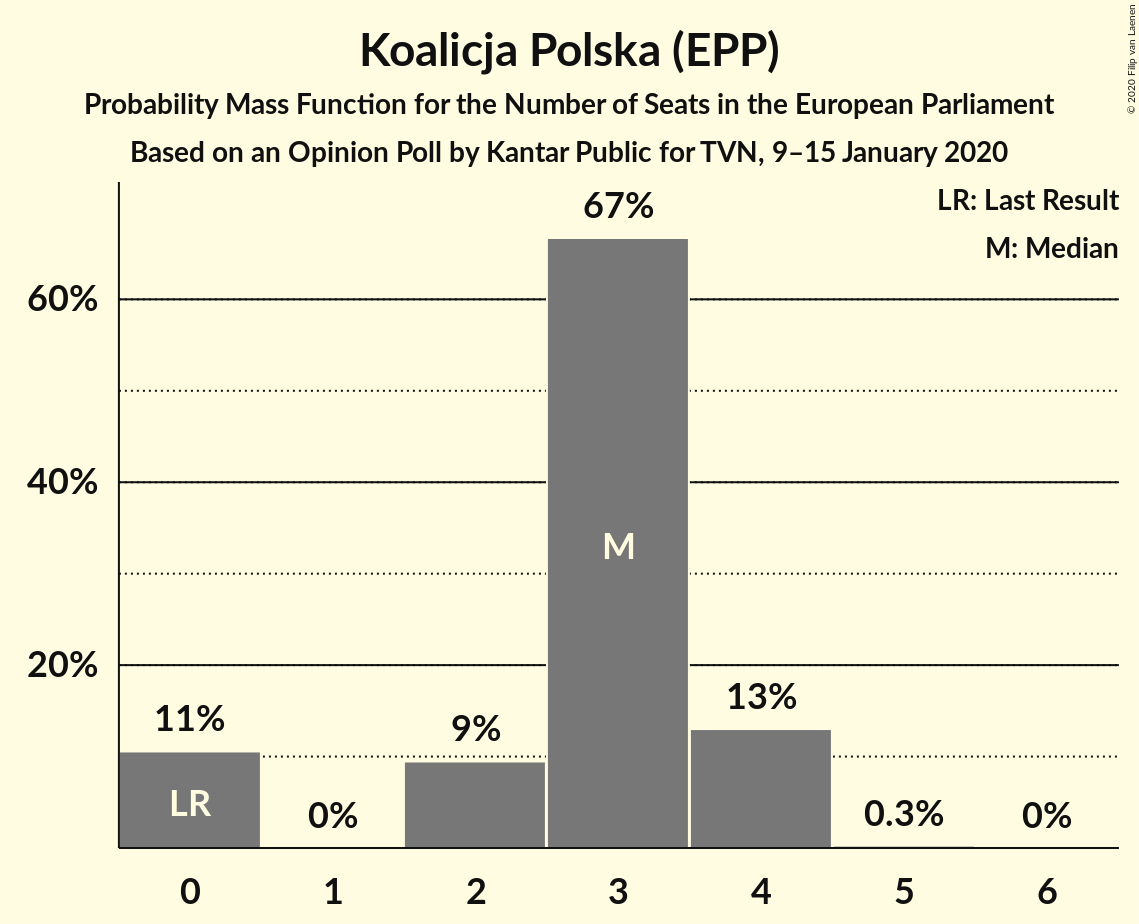 Koalicja Polska (EPP)
Probability Mass Function for the Number of Seats in the European Parliament
Based on an Opinion Poll by Kantar Public for TVN, 9–15 January 2020
© 2020 Filip van Laenen
LR: Last Result
M: Median
67%
60%
40%
M
20%
13%
11%
9%
LR
0%
0.3%
0%
0 1 2 3 4 5 6